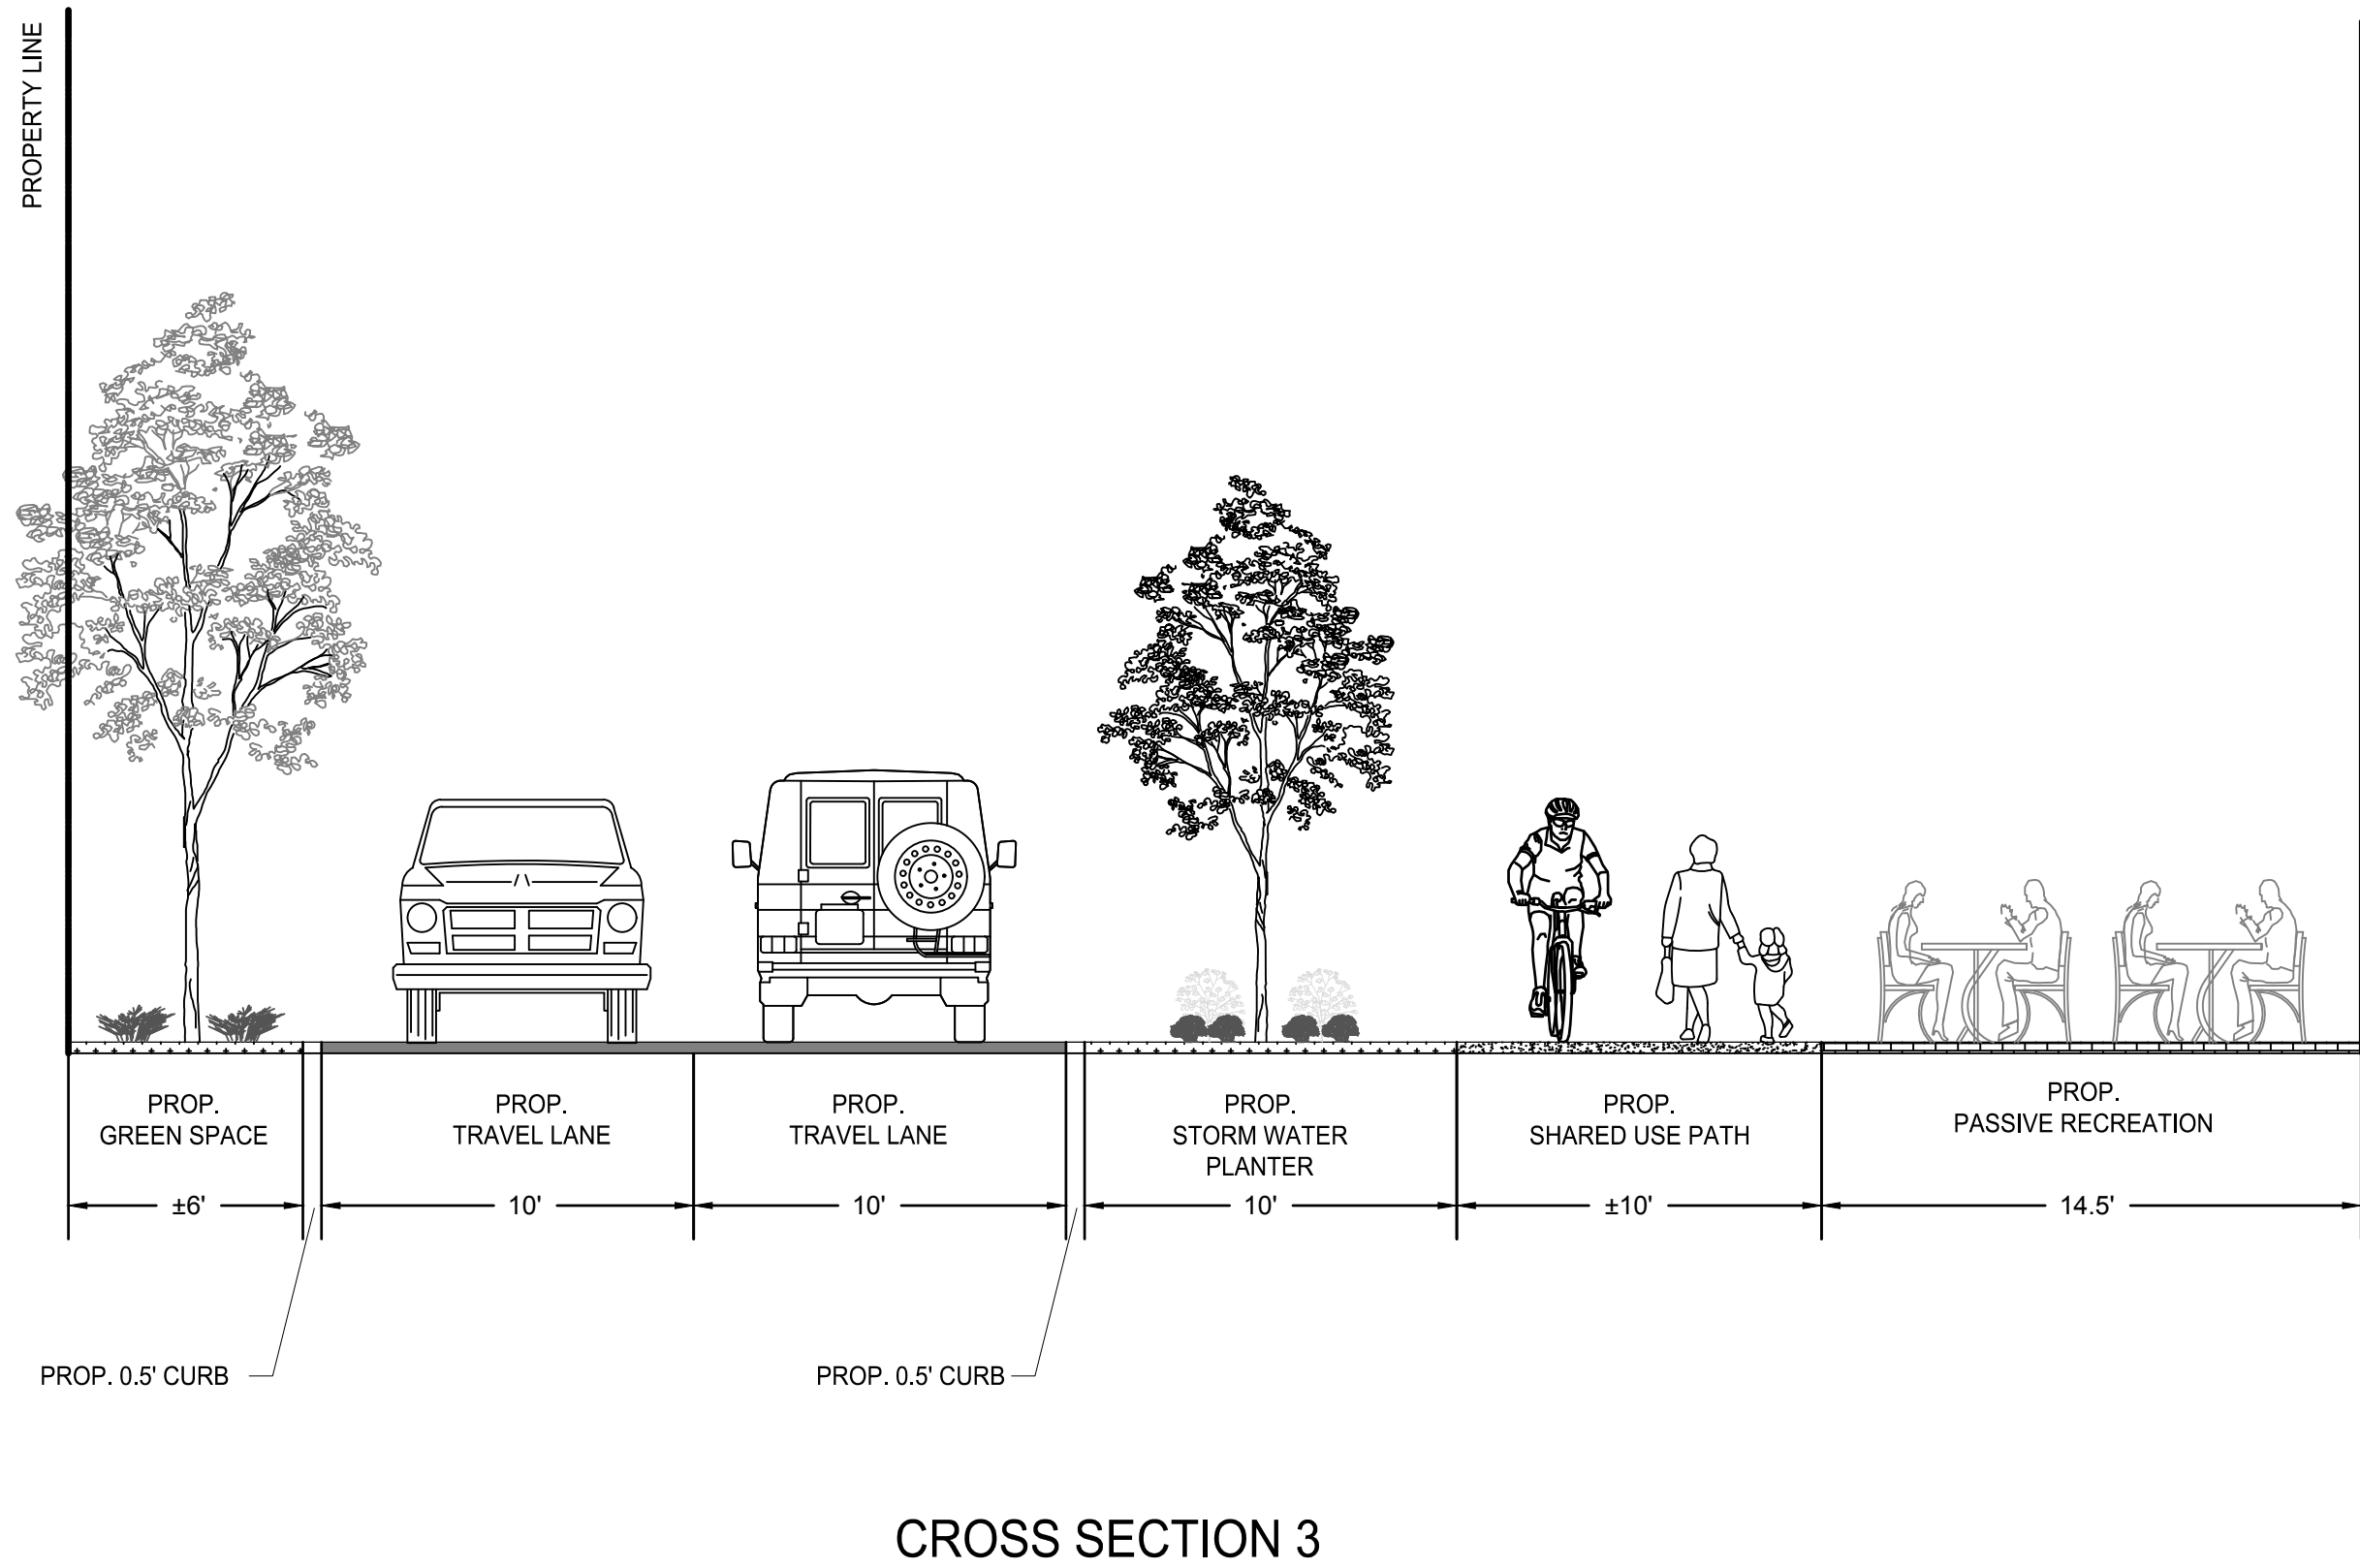 PROPERTY LINE
PROP.
GREEN SPACE
±6'
PROP.
TRAVEL LANE
10'
PROP.
TRAVEL LANE
10'
PROP.
STORM WATER
PLANTER
10'
PROP.
SHARED USE PATH
±10'
PROP.
PASSIVE RECREATION
14.5'
PROP. 0.5' CURB
PROP. 0.5' CURB
CROSS SECTION 3